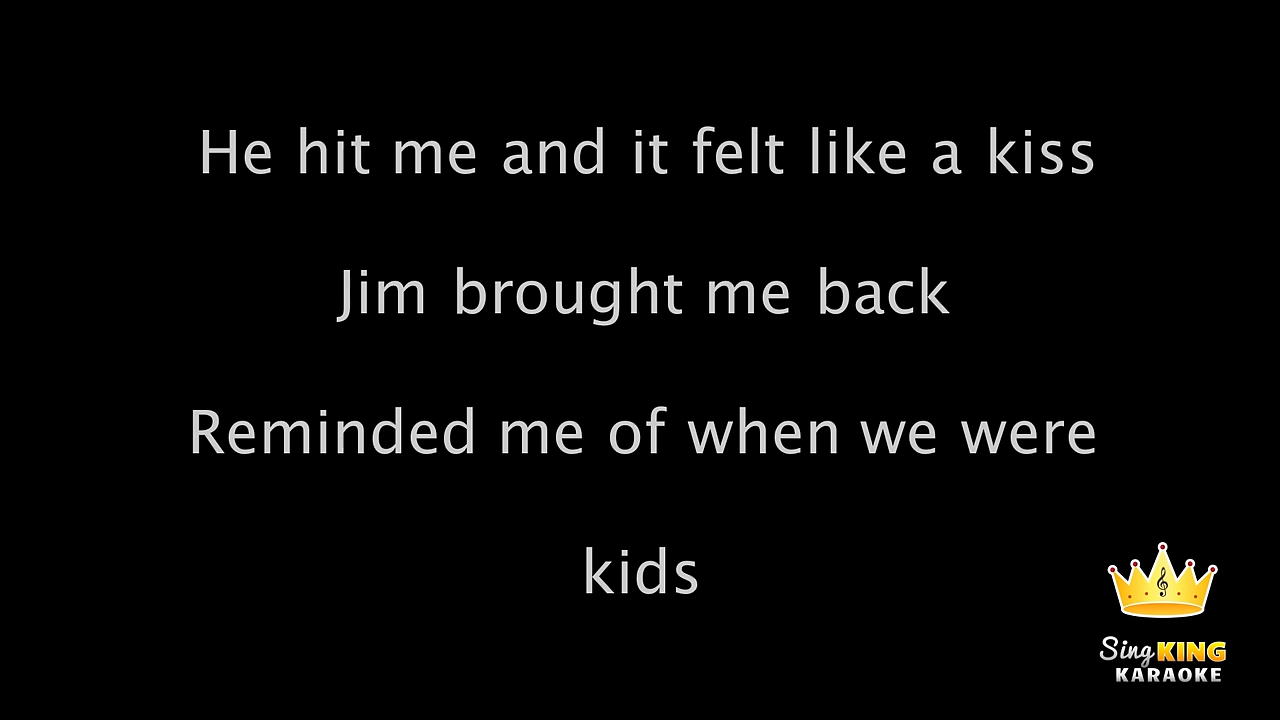 He hit me and it felt like a kiss
Jim brought me back
Reminded me of when we were
kids
Sing KING
KARAOKE